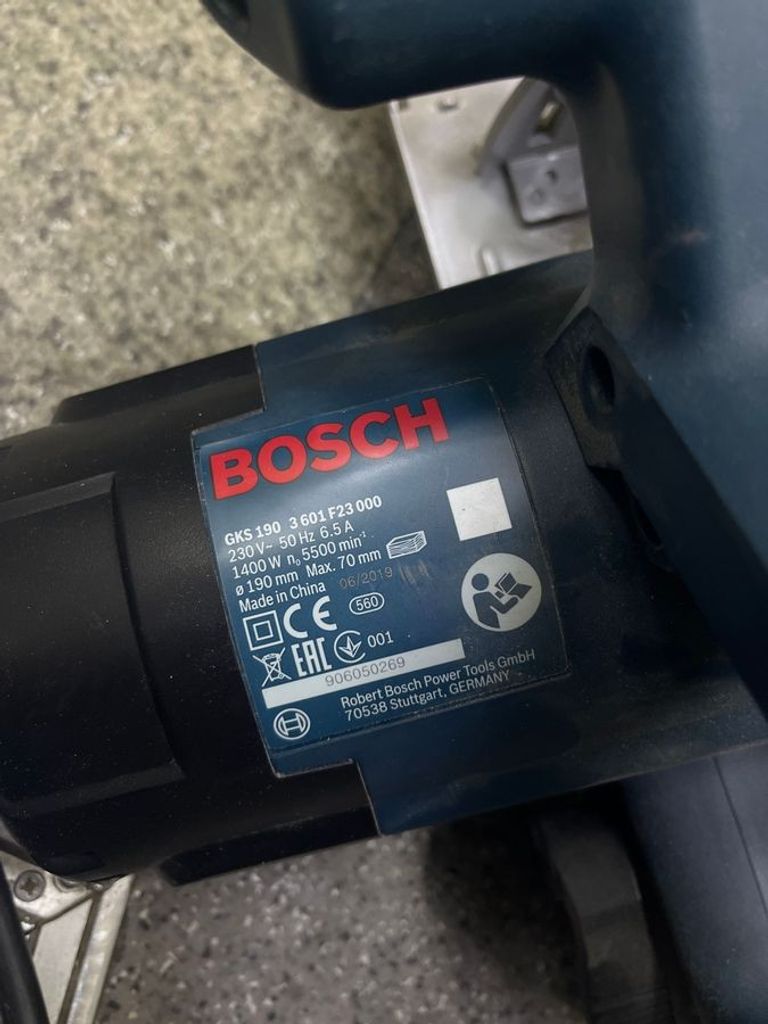 BOSCH
GKS 190 3 601 F23 000
230 V~ 50 Hz 6.5 A
1400 W n₀ 5500 min⁻¹
ø 190 mm Max. 70 mm
Made in China 06/2019
CE 560
EAC 001
906050269
Robert Bosch Power Tools GmbH
70538 Stuttgart, GERMANY